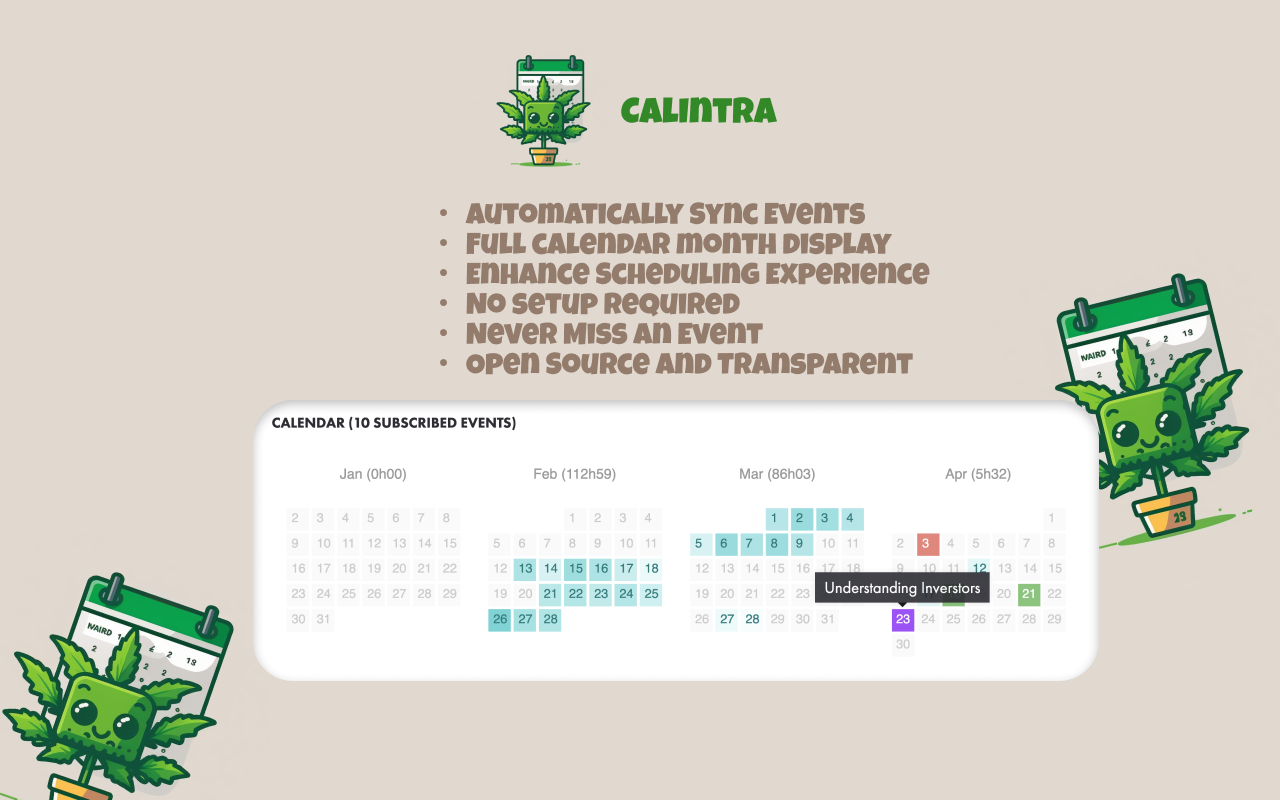 CALINTRA
• AUTOMATICALLY SYNC EVENTS
• FULL CALENDAR MONTH DISPLAY
• ENHANCE SCHEDULING EXPERIENCE
• NO SETUP REQUIRED
• NEVER MISS AN EVENT
• OPEN SOURCE AND TRANSPARENT
CALENDAR (10 SUBSCRIBED EVENTS)
Jan (0h00) Feb (112h59) Mar (86h03) Apr (5h32)
2 3 4 5 6 7 8 1 2 3 4 1 2 3 4 1
9 10 11 12 13 14 15 5 6 7 8 9 10 11 5 6 7 8 9 10 11 2 3 4 5 6 7 8
16 17 18 19 20 21 22 12 13 14 15 16 17 18 12 13 14 15 16 17 18 9 10 11 12 13 14 15
Understanding Inverstors
23 24 25 26 27 28 29 19 20 21 22 23 24 25 19 20 21 22 23 21 22
30 31 26 27 28 26 27 28 29 30 31 23 24 25 26 27 28 29
30